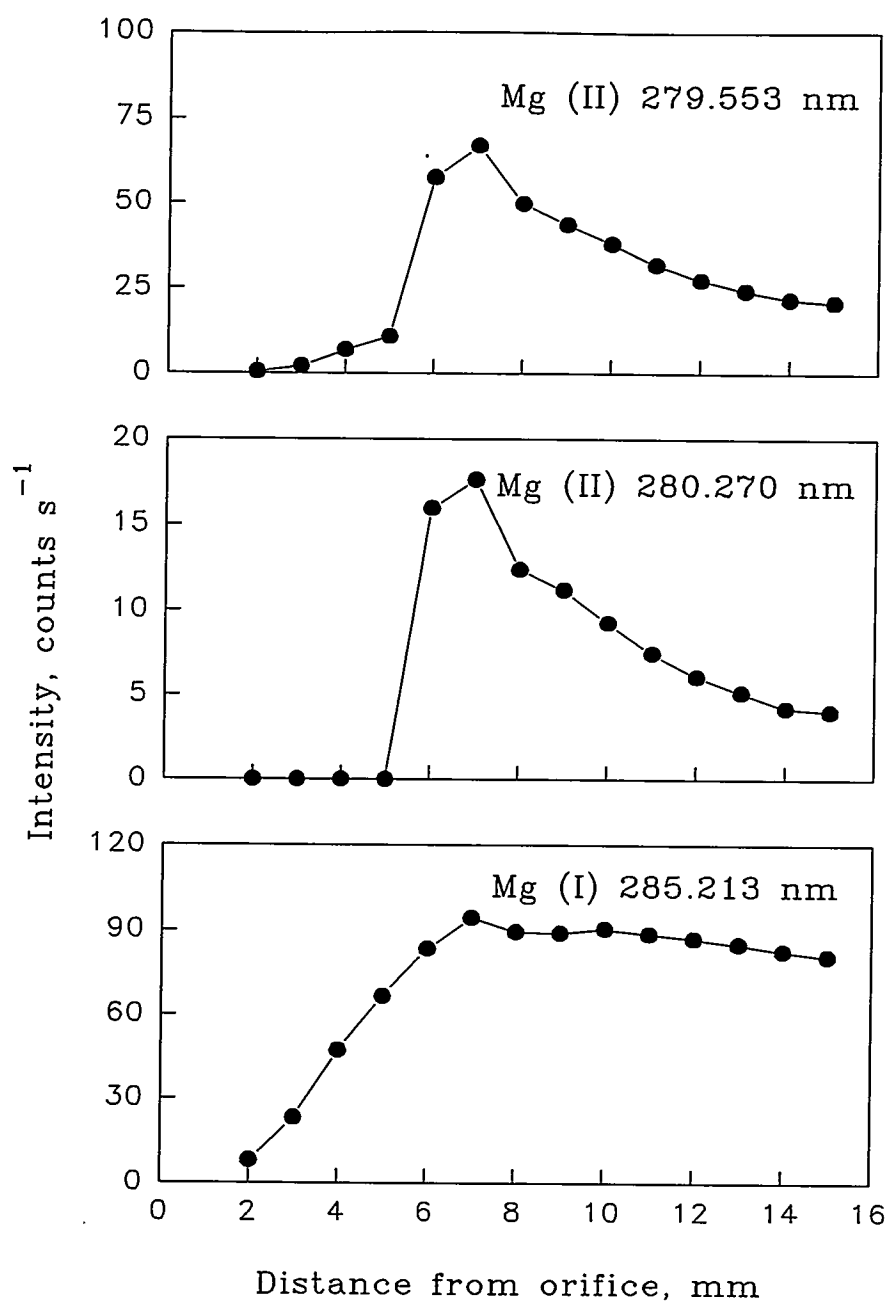 100
75
50
25
0
Mg (II) 279.553 nm
20
15
10
5
0
Mg (II) 280.270 nm
Intensity, counts s⁻¹
120
90
60
30
0
Mg (I) 285.213 nm
0 2 4 6 8 10 12 14 16
Distance from orifice, mm